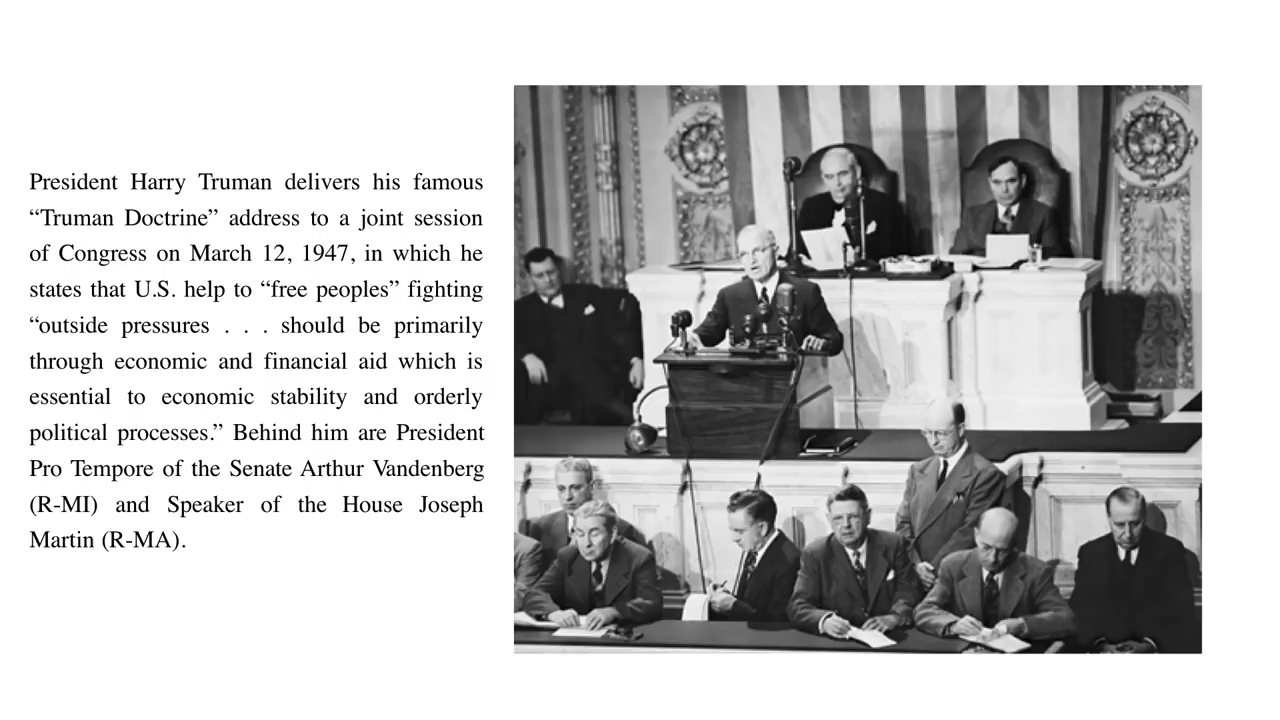 President Harry Truman delivers his famous
“Truman Doctrine” address to a joint session
of Congress on March 12, 1947, in which he
states that U.S. help to “free peoples” fighting
“outside pressures . . . should be primarily
through economic and financial aid which is
essential to economic stability and orderly
political processes.” Behind him are President
Pro Tempore of the Senate Arthur Vandenberg
(R-MI) and Speaker of the House Joseph
Martin (R-MA).